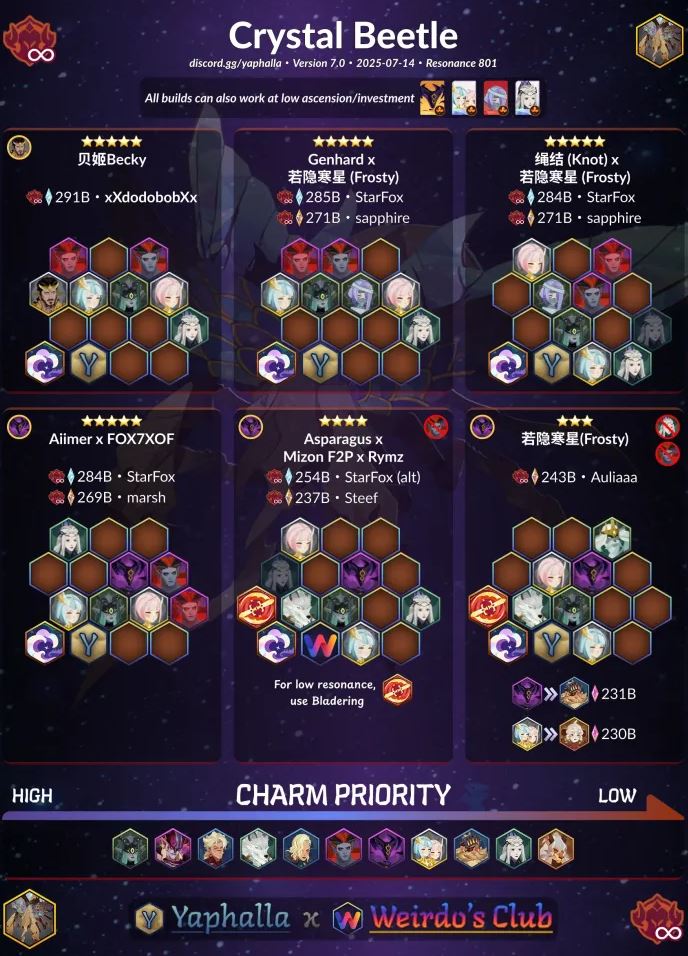 Crystal Beetle
discord.gg/yaphalla • Version 7.0 • 2025-07-14 • Resonance 801
All builds can also work at low ascension/investment
贝姬Becky
291B • xXdodobobXx
Y
Genhard x
若隐寒星 (Frosty)
285B • StarFox
271B • sapphire
Y
绳结 (Knot) x
若隐寒星 (Frosty)
284B • StarFox
271B • sapphire
Y
Aiimer x FOX7XOF
284B • StarFox
269B • marsh
Y
Asparagus x
Mizon F2P x Rymz
254B • StarFox (alt)
237B • Steef
W
For low resonance,
use Bladering
若隐寒星(Frosty)
243B • Auliaaa
Y
231B
230B
HIGH
CHARM PRIORITY
LOW
Y Yaphalla x W Weirdo's Club